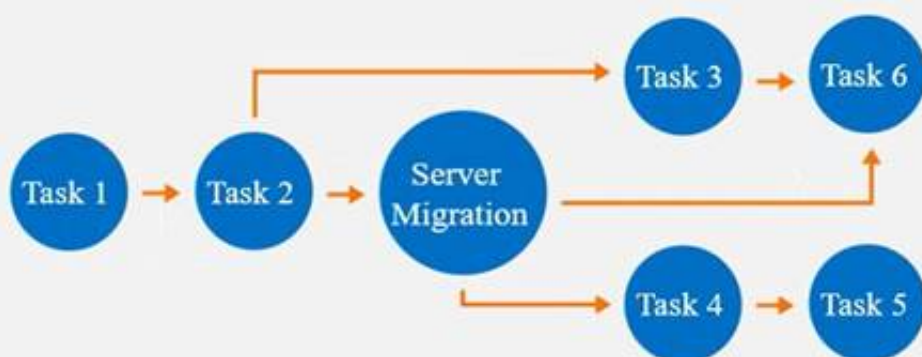 Task 3
Task 6
Task 1
Task 2
Server
Migration
Task 4
Task 5